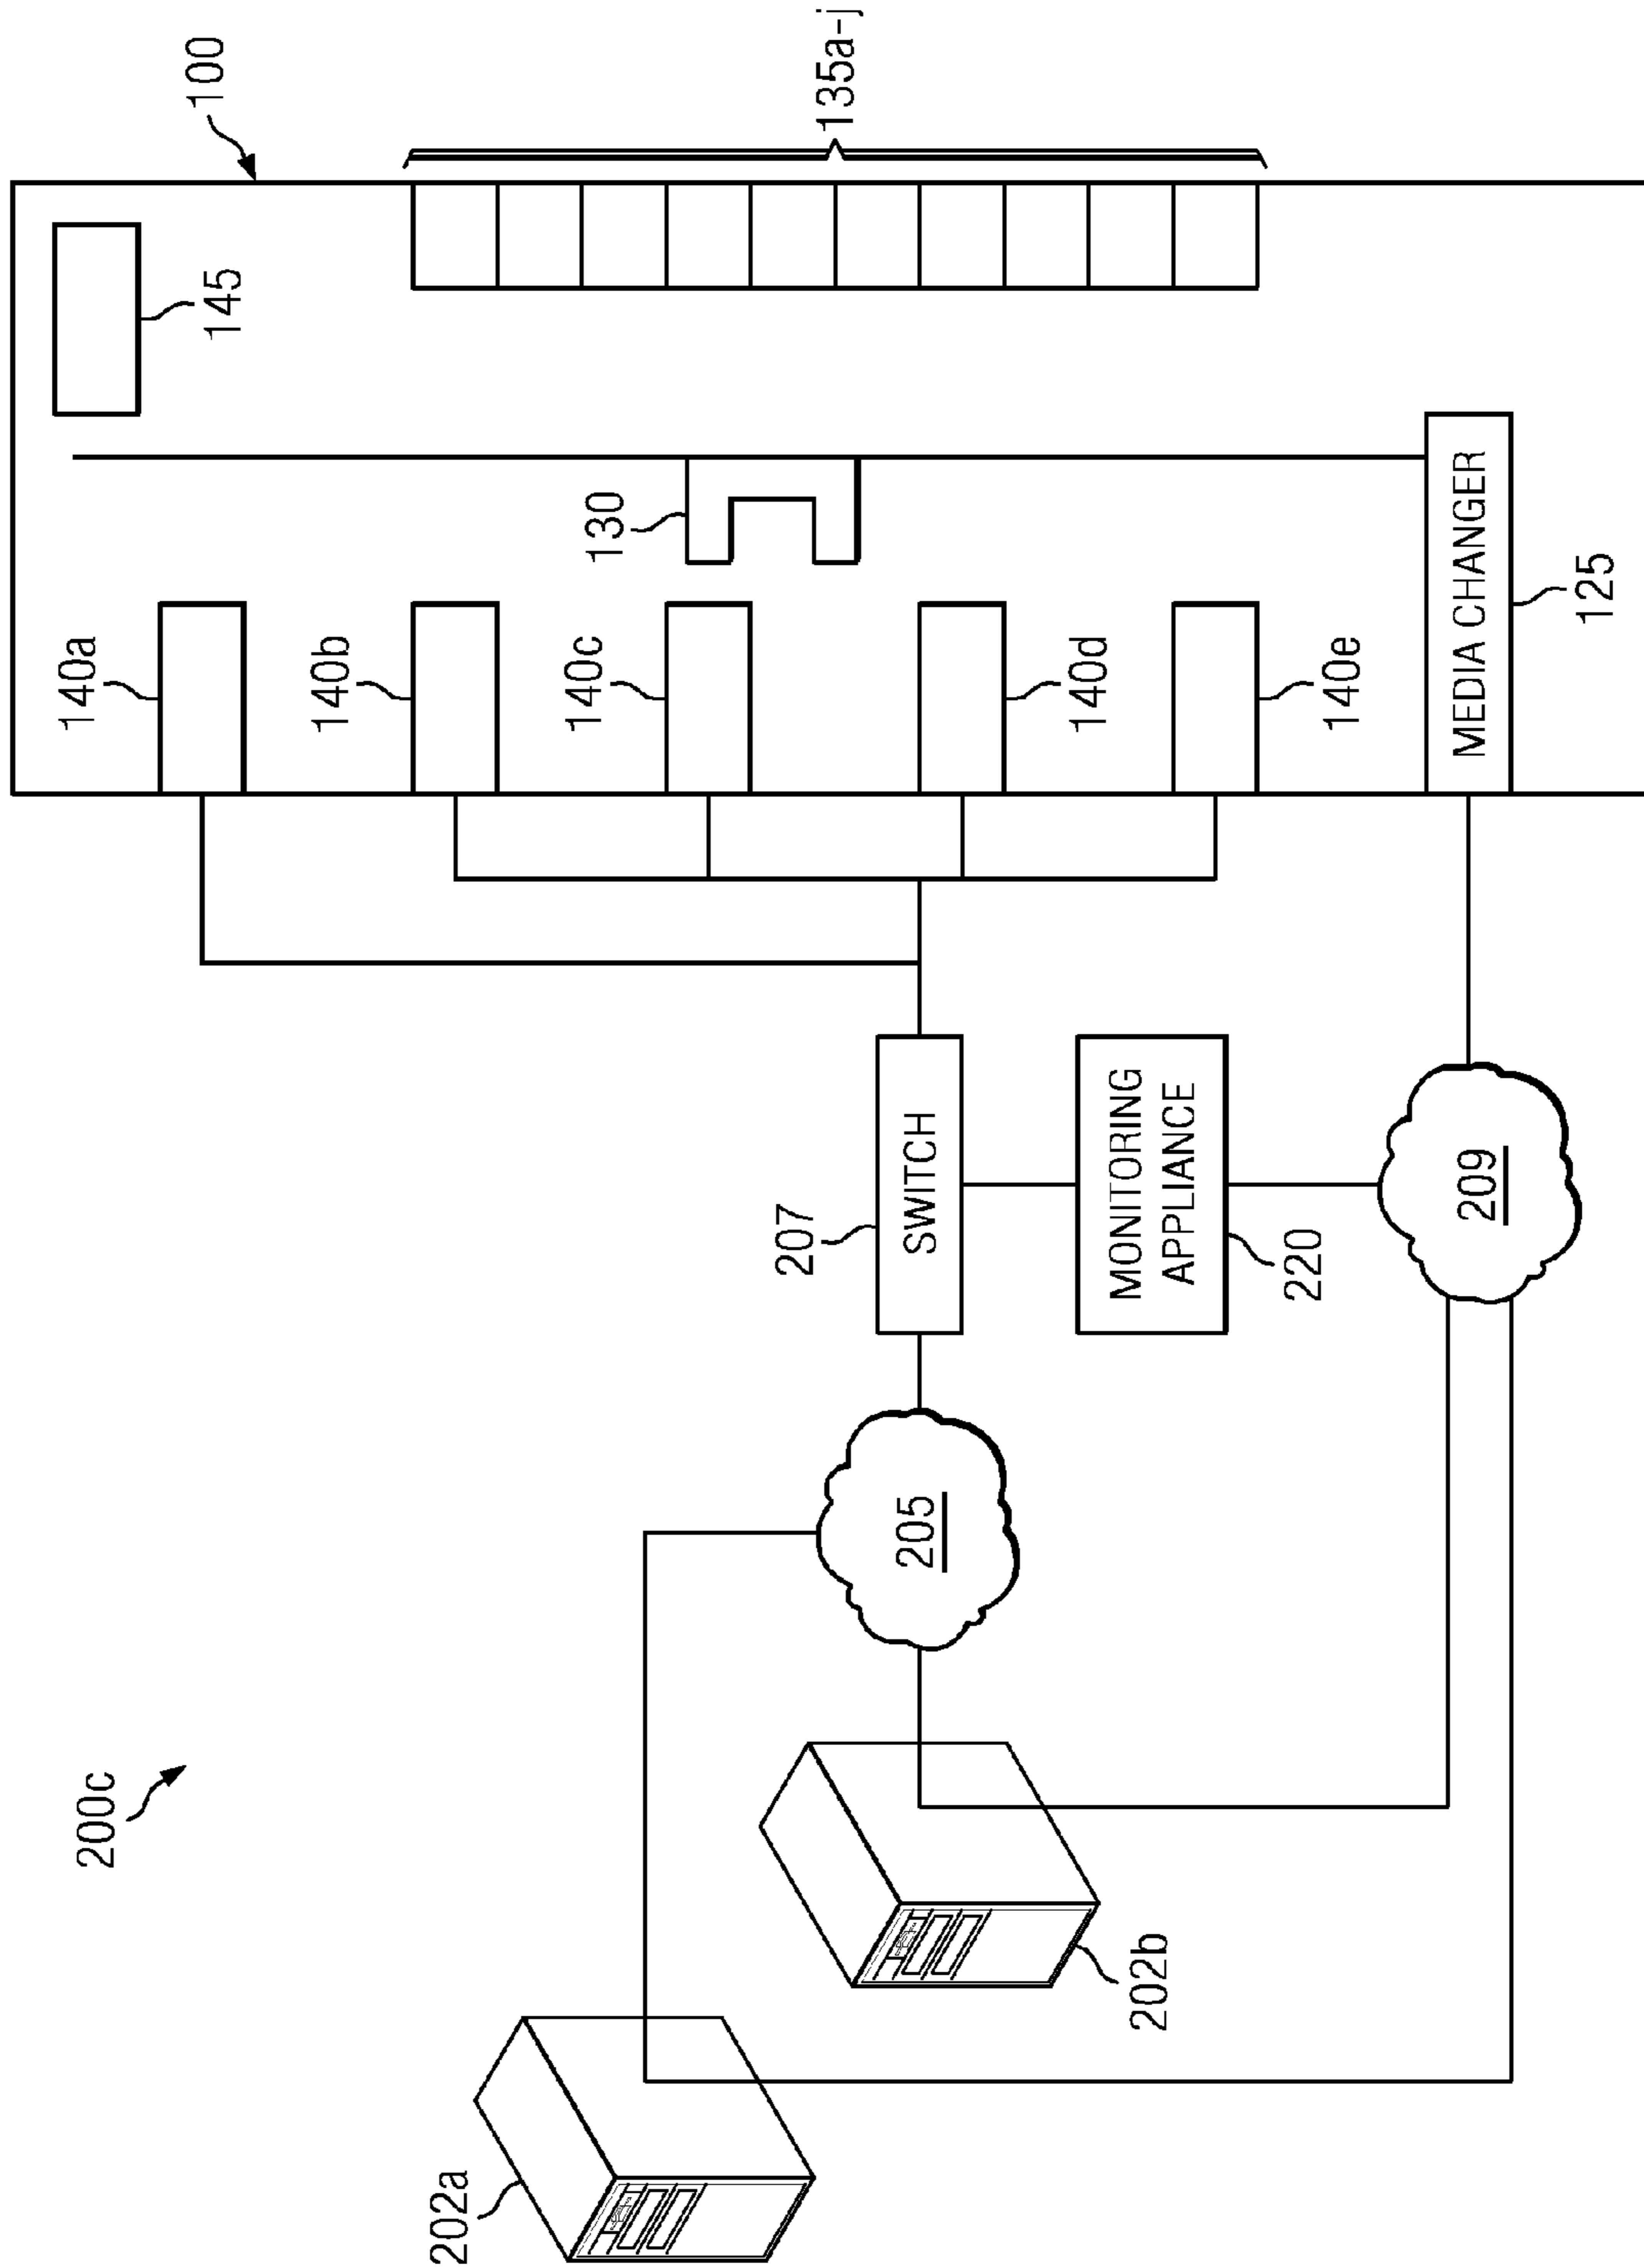 200c
140a
100
145
140b
202a
140c
130
207
135a-j
205
SWITCH
140d
202b
MONITORING
APPLIANCE
220
140e
209
MEDIA CHANGER
125